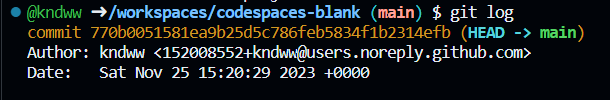 @kndww ➜/workspaces/codespaces-blank (main) $ git log
commit 770b0051581ea9b25d5c786feb5834f1b2314efb (HEAD -> main)
Author: kndww <152008552+kndww@users.noreply.github.com>
Date:   Sat Nov 25 15:20:29 2023 +0000